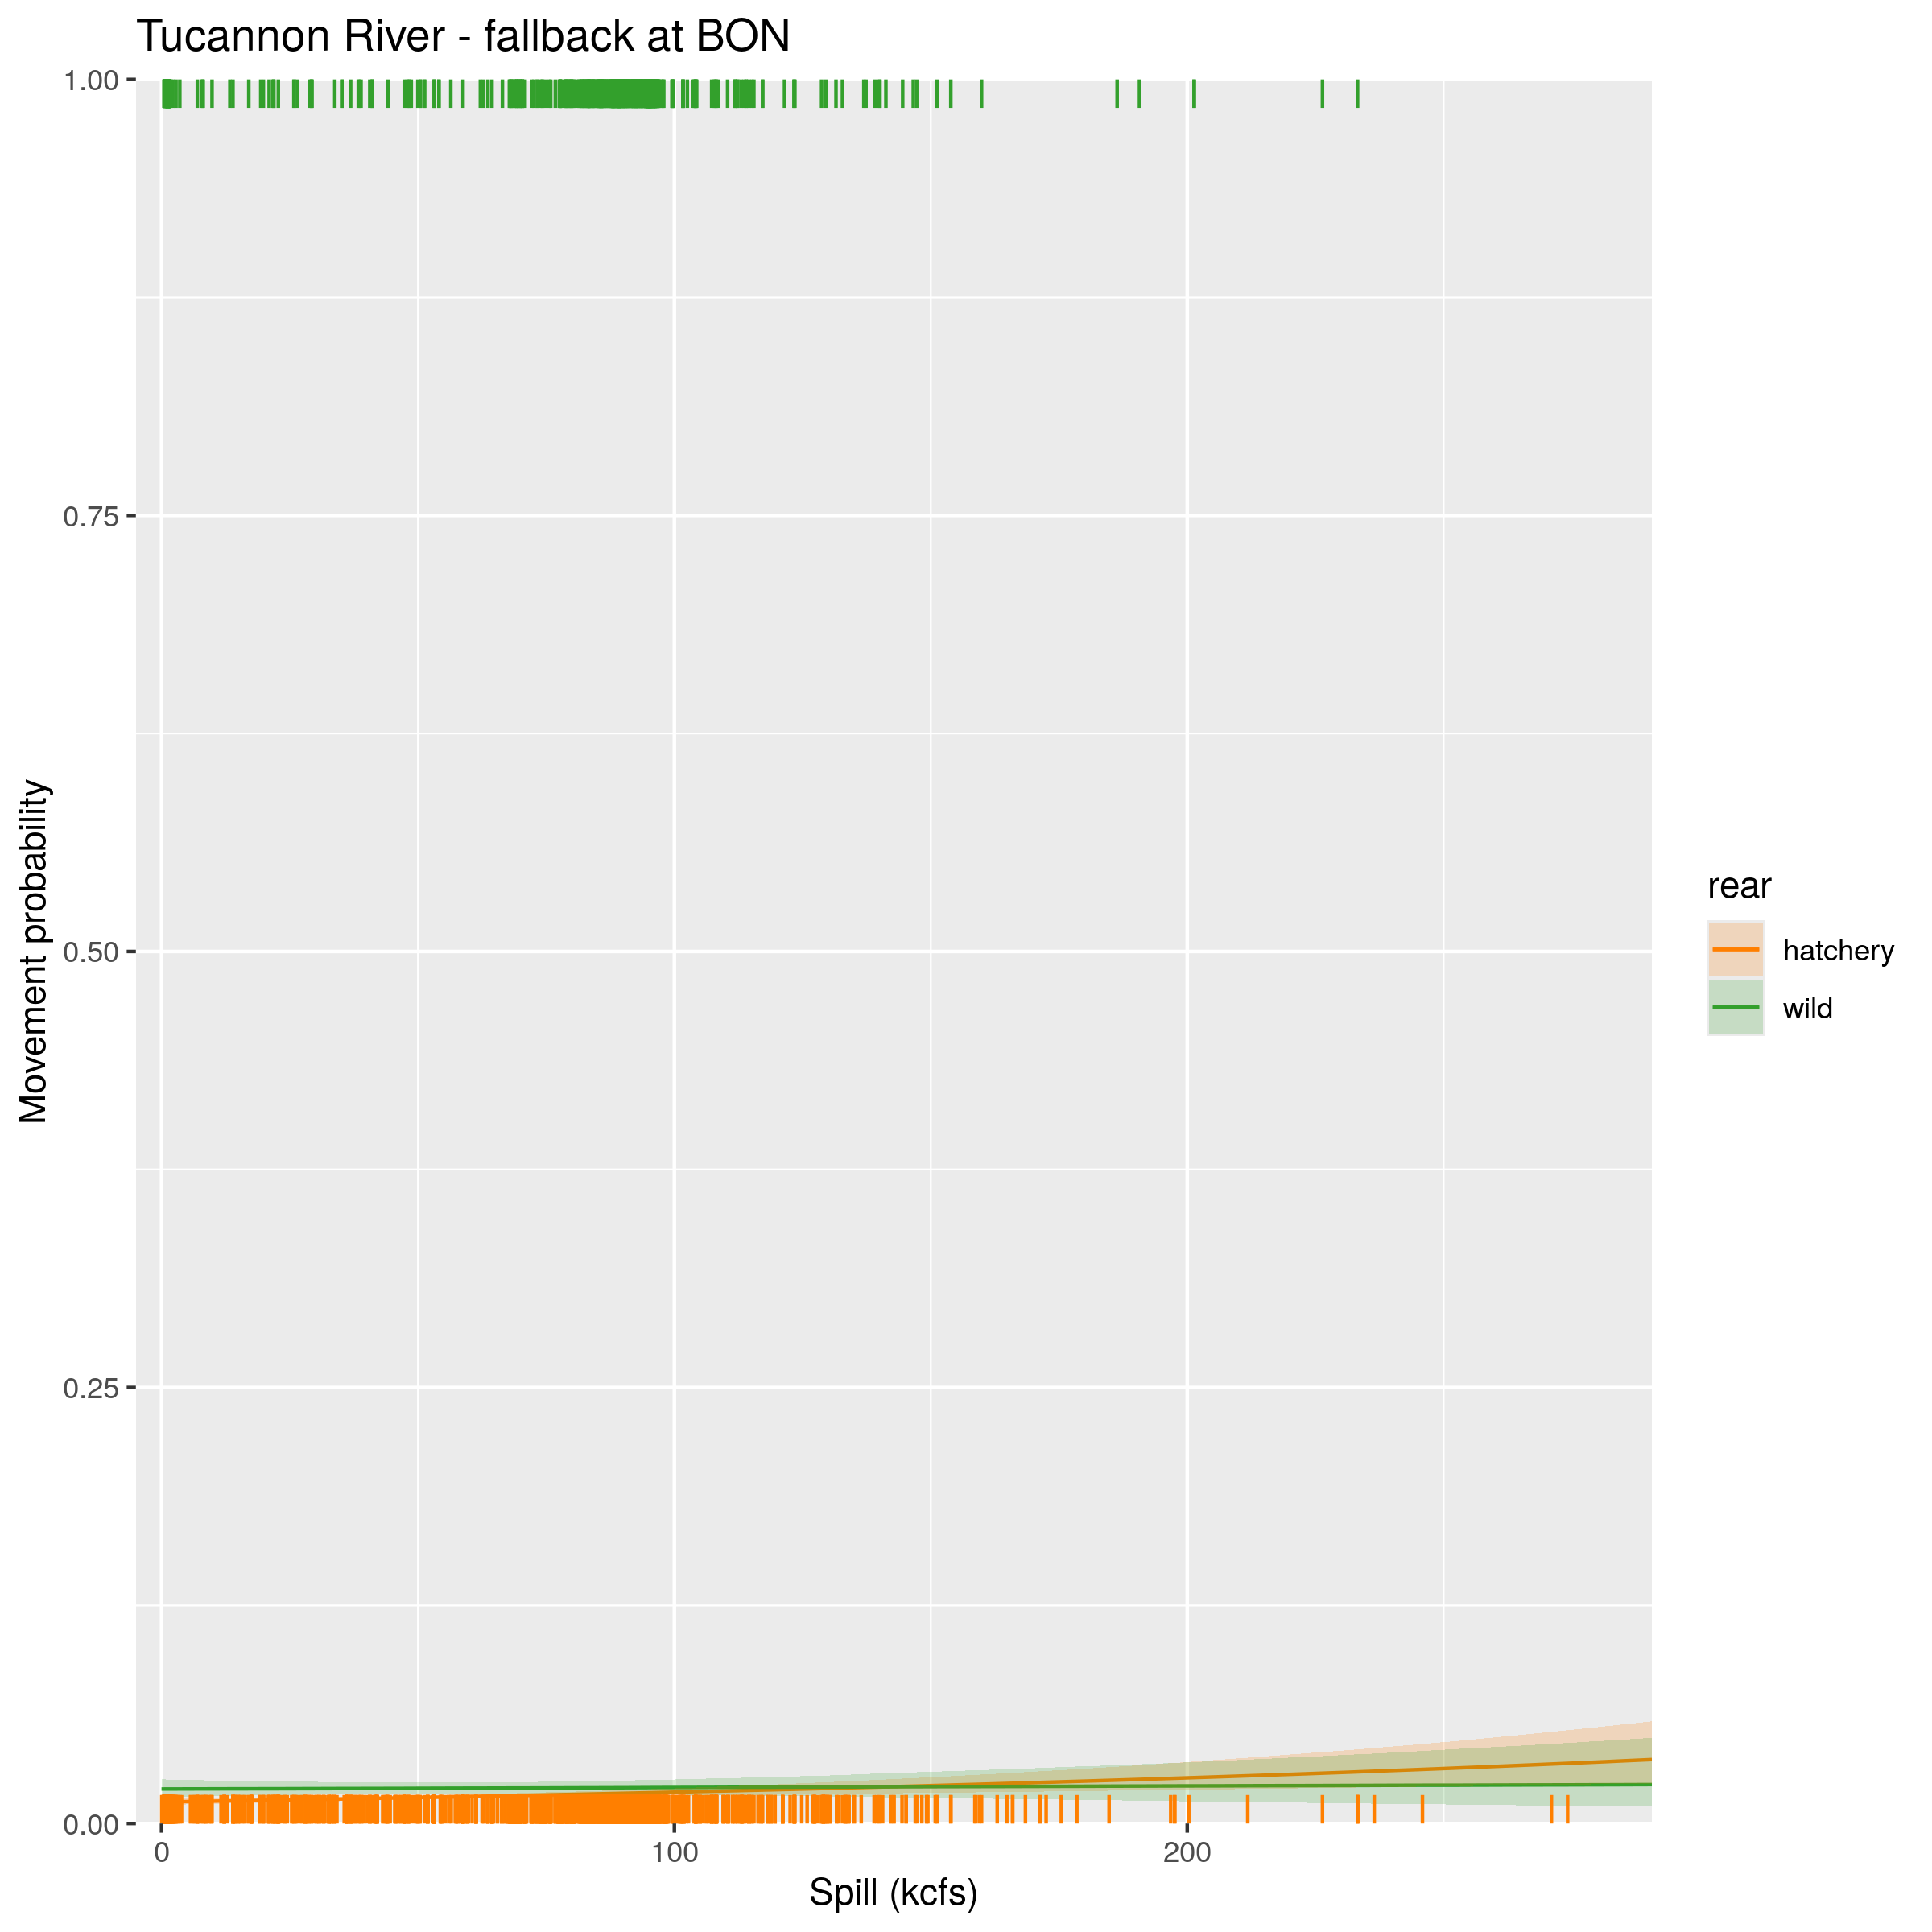 Tucannon River - fallback at BON
1.00
0.75
0.50
0.25
0.00
Movement probability
0
100
200
Spill (kcfs)
rear
hatchery
wild